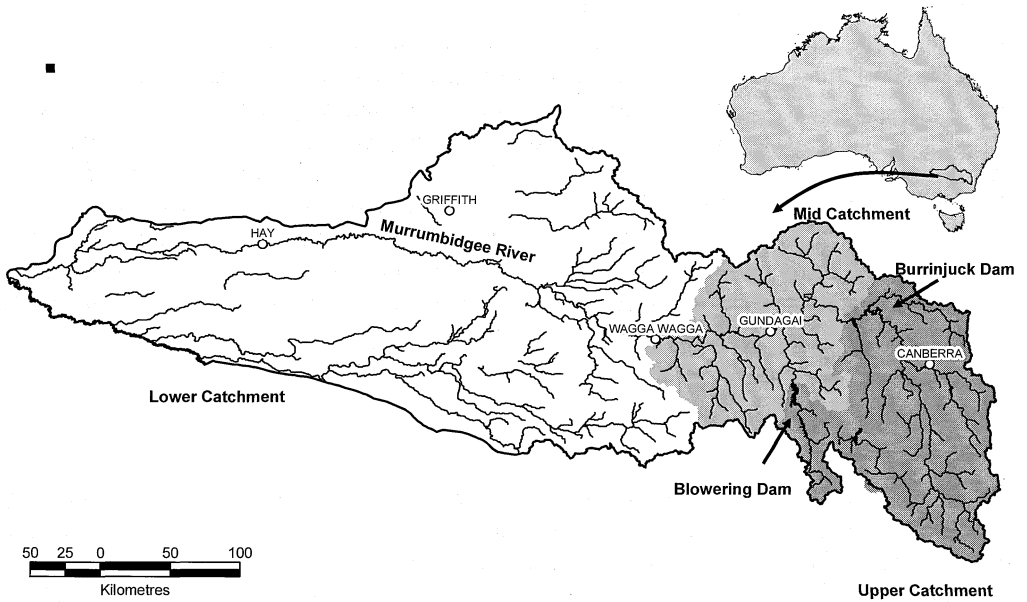 Mid Catchment
GRIFFITH
Murrumbidgee River
HAY
Burrinjuck Dam
GUNDAGAI
WAGGA WAGGA
CANBERRA
Lower Catchment
Blowering Dam
50 25 0 50 100
Kilometres
Upper Catchment